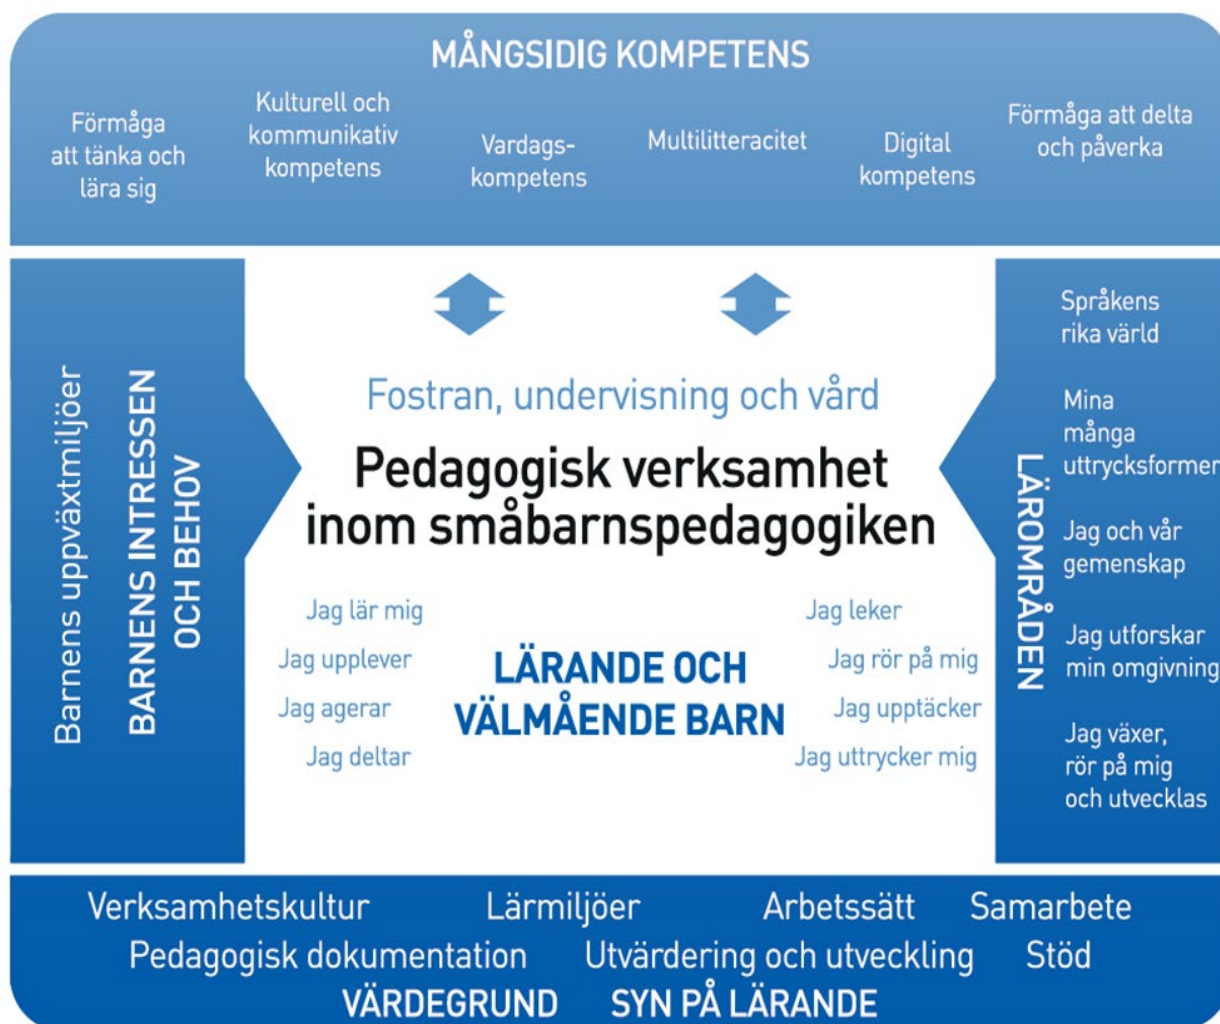 MÅNGSIDIG KOMPETENS
Förmåga
att tänka och
lära sig
Kulturell och
kommunikativ
kompetens
Vardags-
kompetens
Multilitteracitet
Digital
kompetens
Förmåga att delta
och påverka
Barnens uppväxtmiljöer
BARNENS INTRESSEN
OCH BEHOV
Fostran, undervisning och vård
Pedagogisk verksamhet
inom småbarnspedagogiken
Jag lär mig
Jag upplever
Jag agerar
Jag deltar
LÄRANDE OCH
VÄLMÅENDE BARN
Jag leker
Jag rör på mig
Jag upptäcker
Jag uttrycker mig
LÄROMRÅDEN
Språkens
rika värld
Mina
många
uttrycksformer
Jag och vår
gemenskap
Jag utforskar
min omgivning
Jag växer,
rör på mig
och utvecklas
Verksamhetskultur Lärmiljöer Arbetssätt Samarbete
Pedagogisk dokumentation Utvärdering och utveckling Stöd
VÄRDEGRUND SYN PÅ LÄRANDE